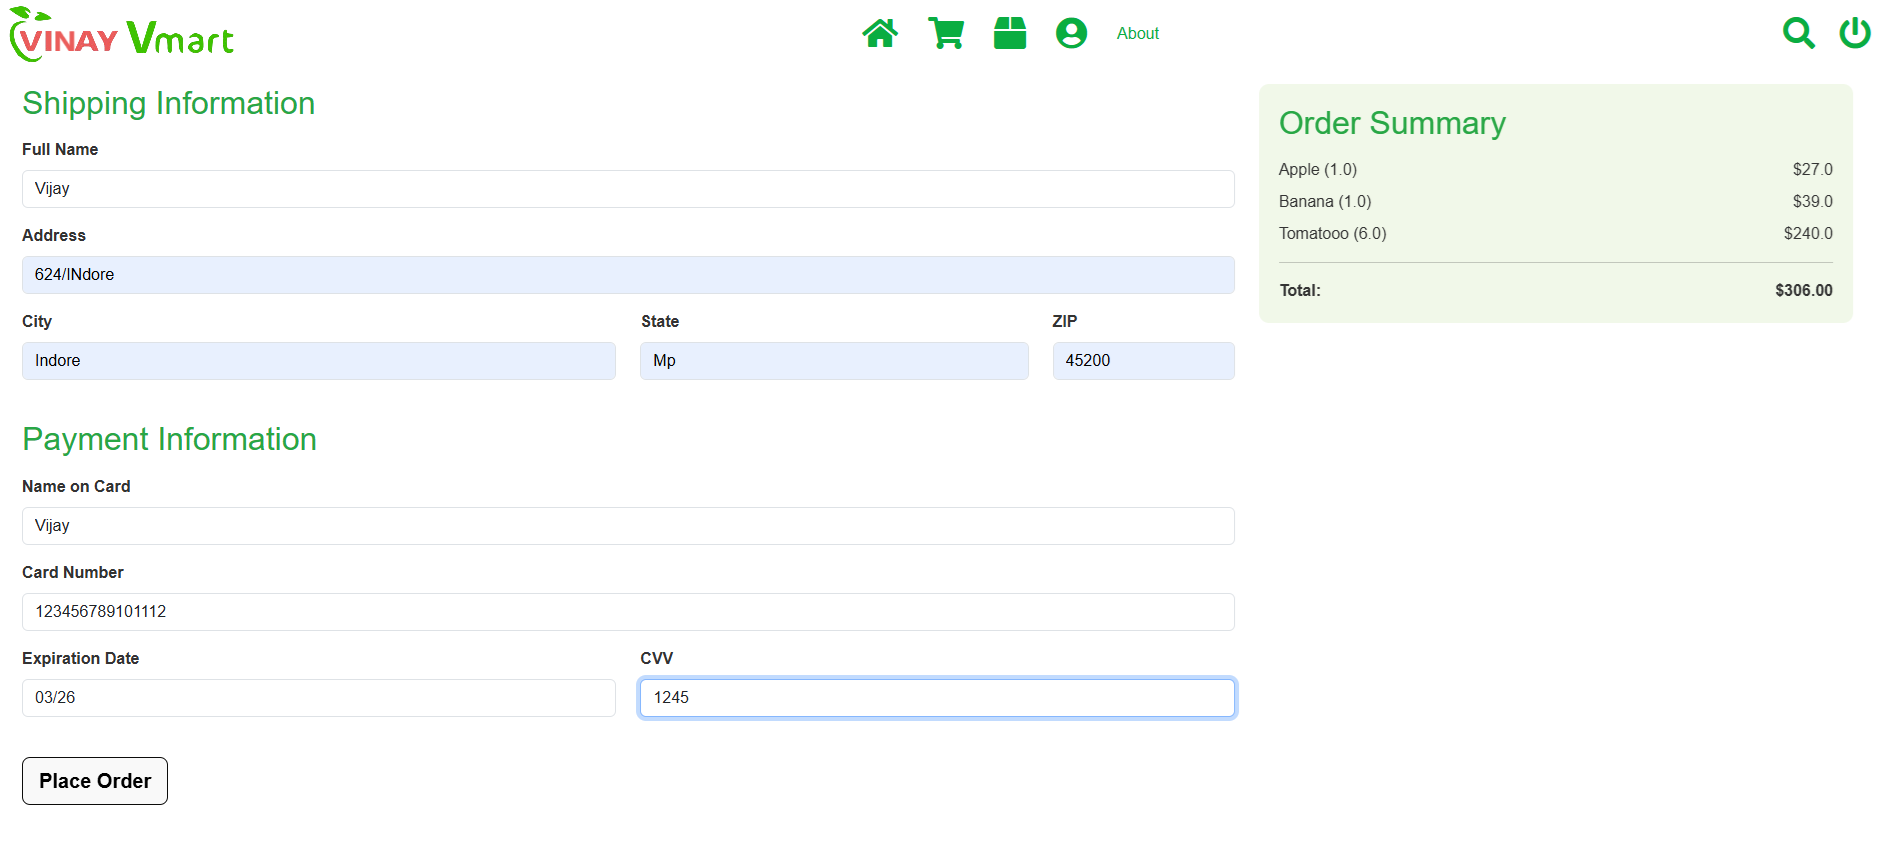 VINAY Vmart
About
Shipping Information
Full Name
Vijay
Address
624/INdore
City State ZIP
Indore Mp 45200
Payment Information
Name on Card
Vijay
Card Number
123456789101112
Expiration Date CVV
03/26 1245
Place Order
Order Summary
Apple (1.0) $27.0
Banana (1.0) $39.0
Tomatooo (6.0) $240.0
Total: $306.00